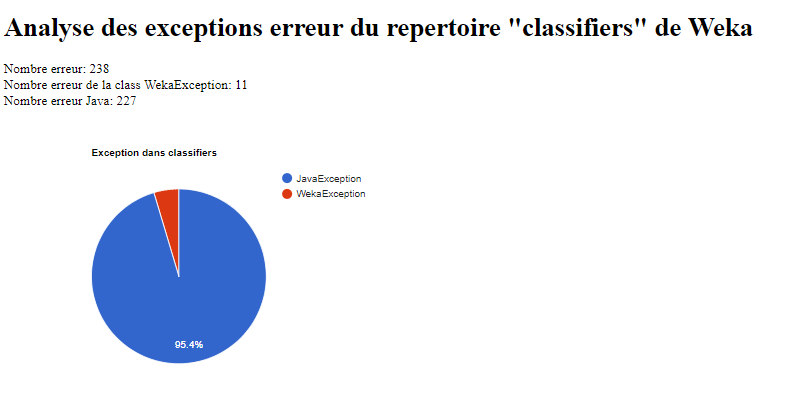 Analyse des exceptions erreur du repertoire "classifiers" de Weka
Nombre erreur: 238
Nombre erreur de la class WekaException: 11
Nombre erreur Java: 227
Exception dans classifiers
JavaException
WekaException
95.4%